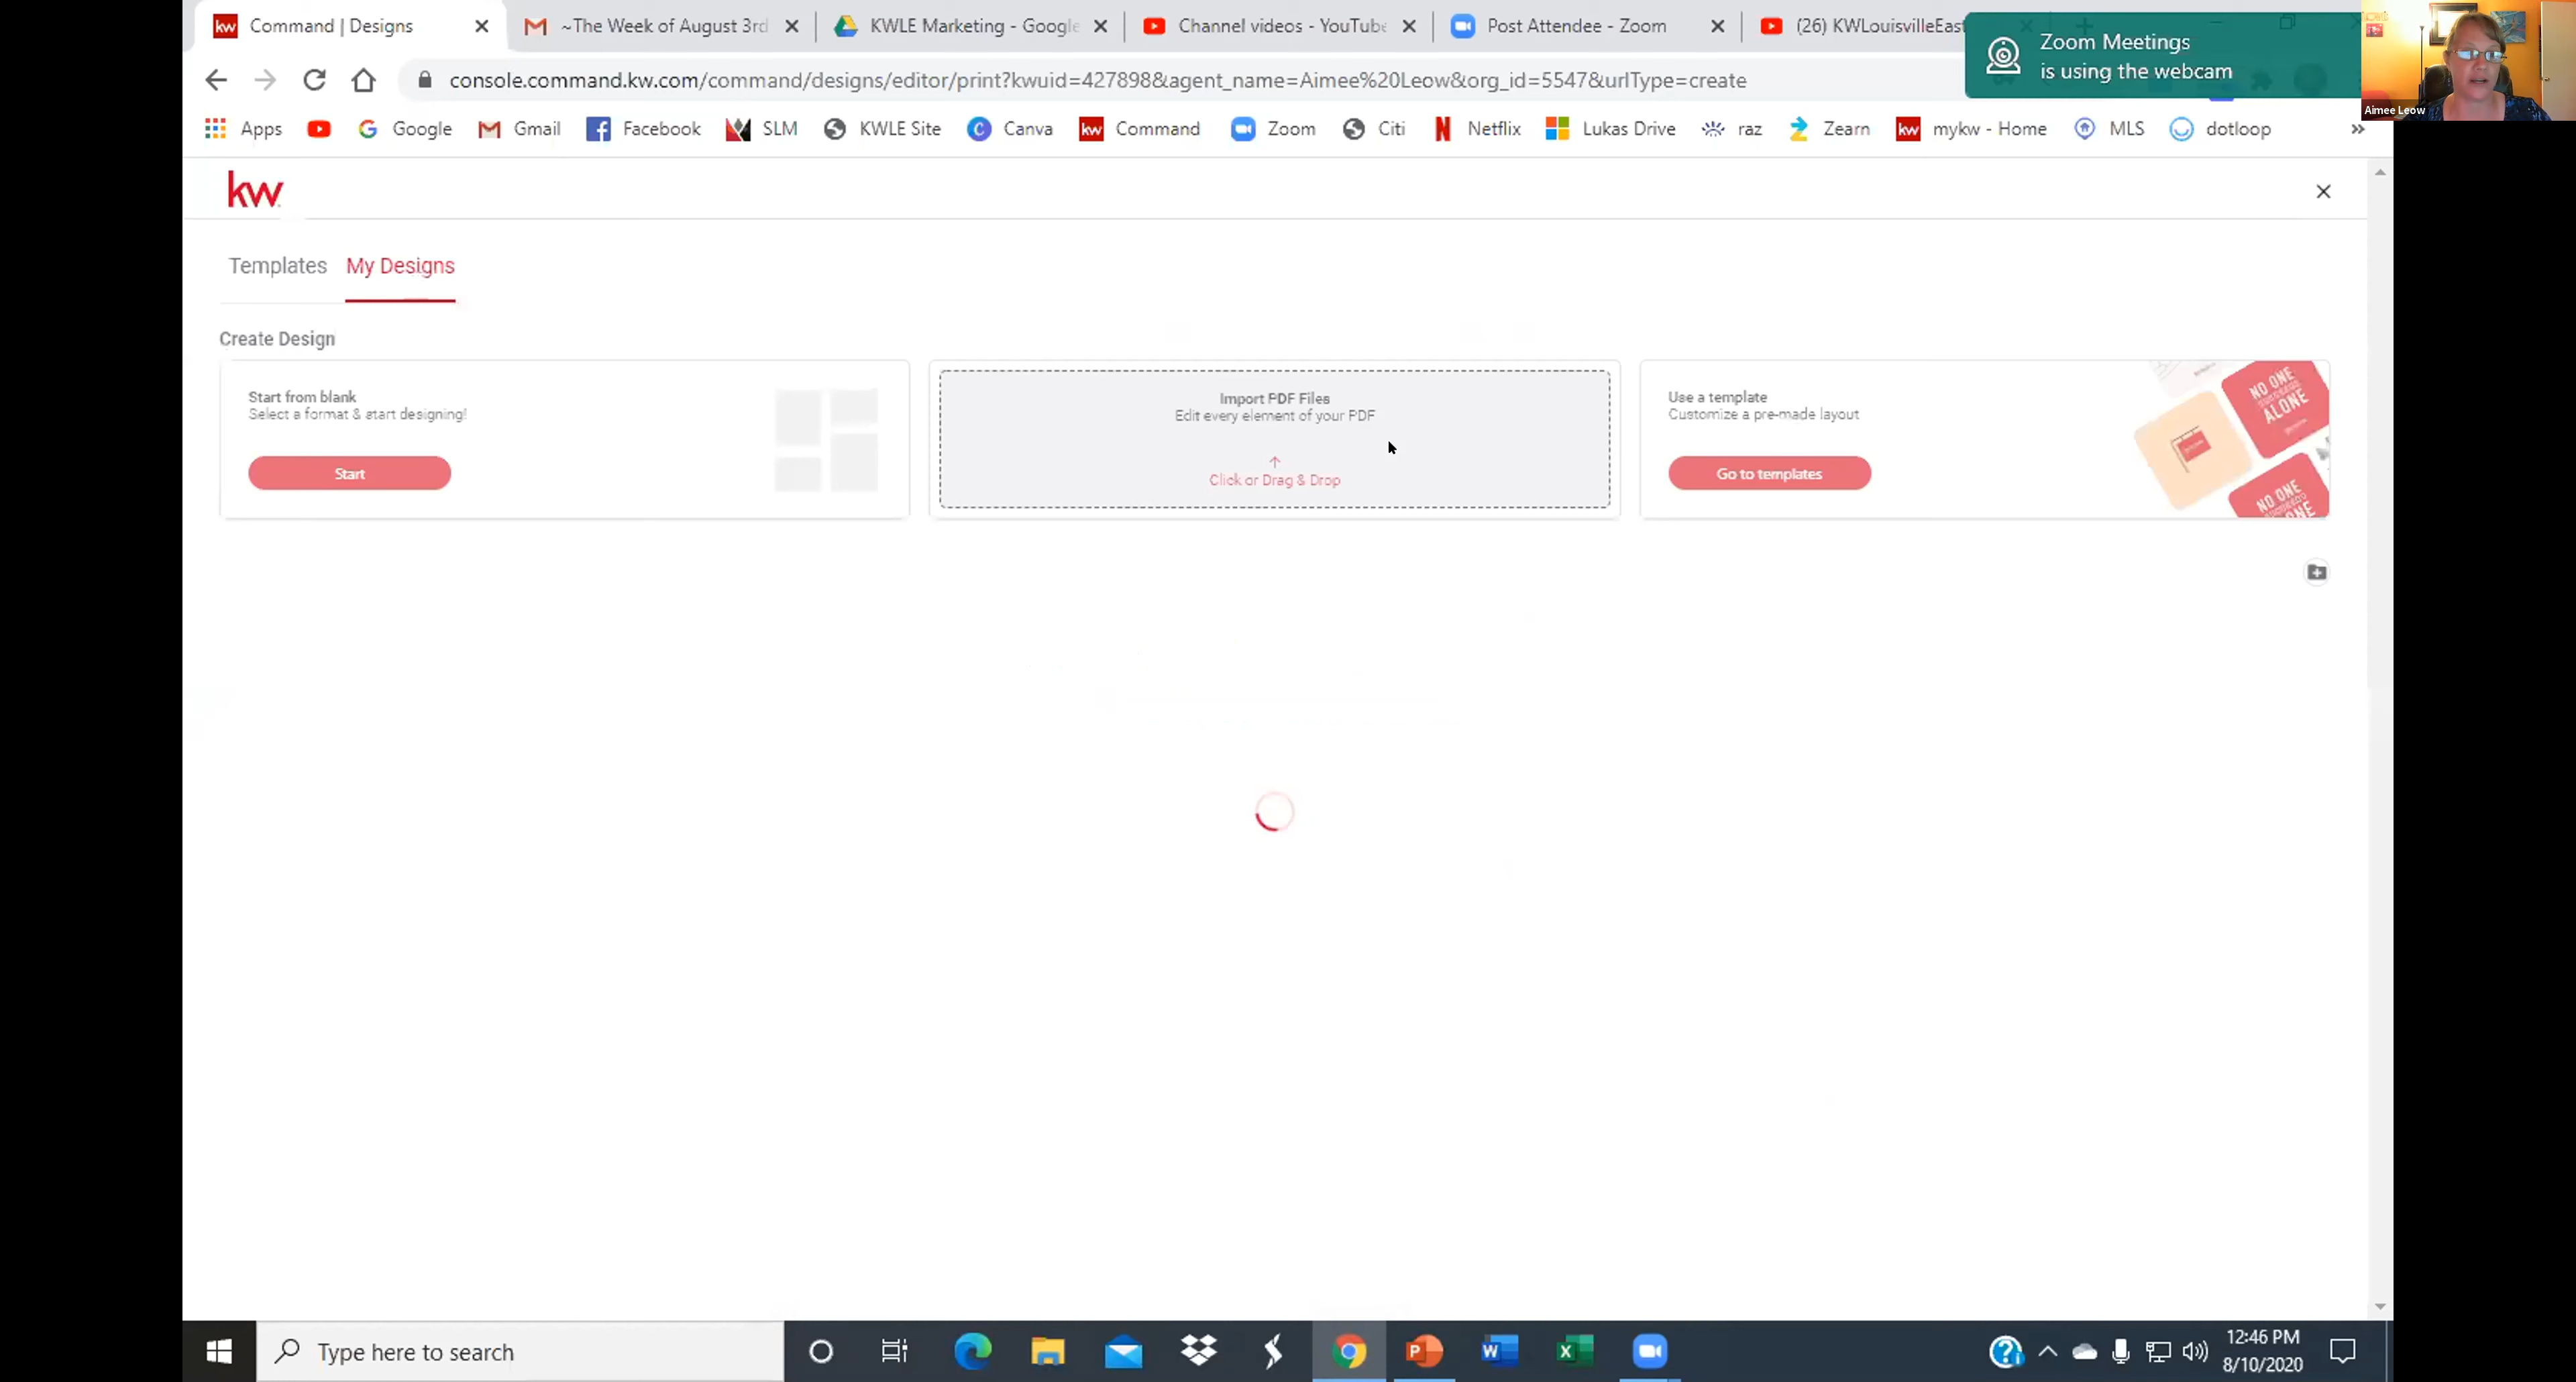 Command | Designs
~The Week of August 3rd
KWLE Marketing - Google
Channel videos - YouTube
Post Attendee - Zoom
(26) KWLouisvilleEast
Zoom Meetings
is using the webcam
Aimee Leow
console.command.kw.com/command/designs/editor/print?kwuid=427898&agent_name=Aimee%20Leow&org_id=5547&urlType=create
Apps
Google
Gmail
Facebook
SLM
KWLE Site
Canva
kw Command
Zoom
Citi
Netflix
Lukas Drive
raz
Zearn
kw mykw - Home
MLS
dotloop
»
kw
Templates
My Designs
Create Design
Start from blank
Select a format & start designing!
Start
Import PDF Files
Edit every element of your PDF
Click or Drag & Drop
Use a template
Customize a pre-made layout
Go to templates
NO ONE
ALONE
NO ONE
Type here to search
12:46 PM
8/10/2020